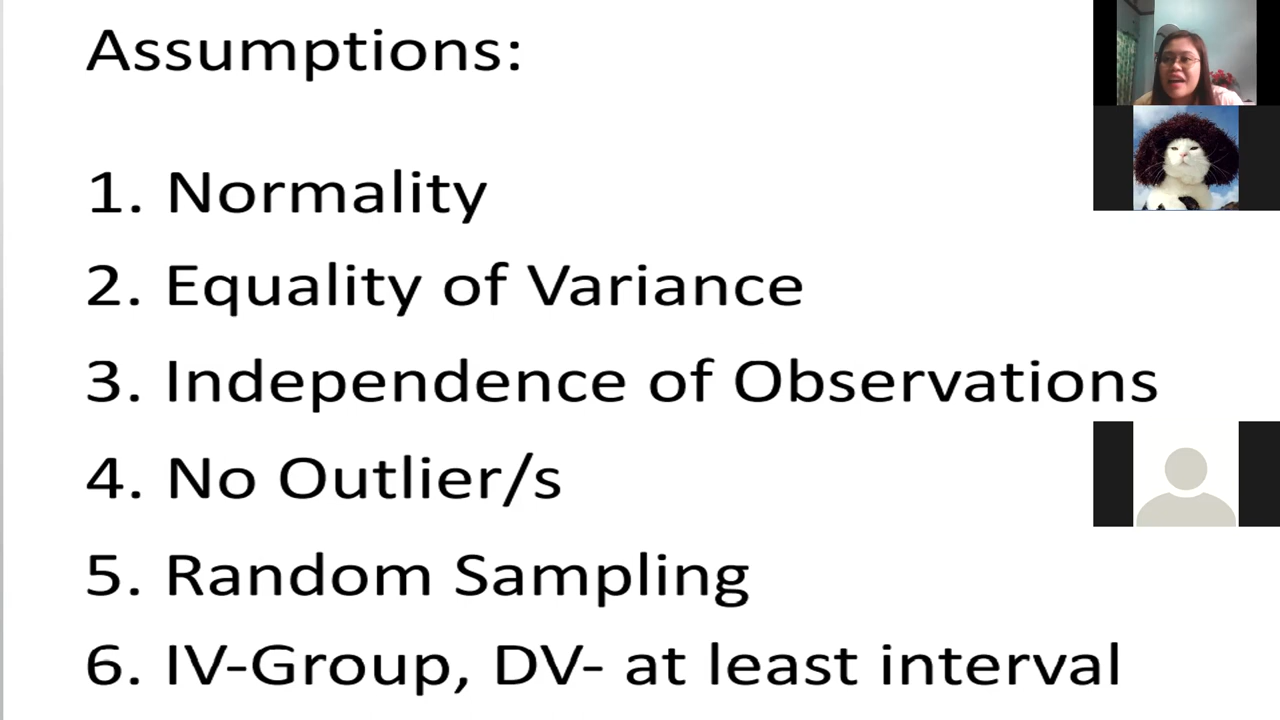 Assumptions:
1. Normality
2. Equality of Variance
3. Independence of Observations
4. No Outlier/s
5. Random Sampling
6. IV-Group, DV- at least interval